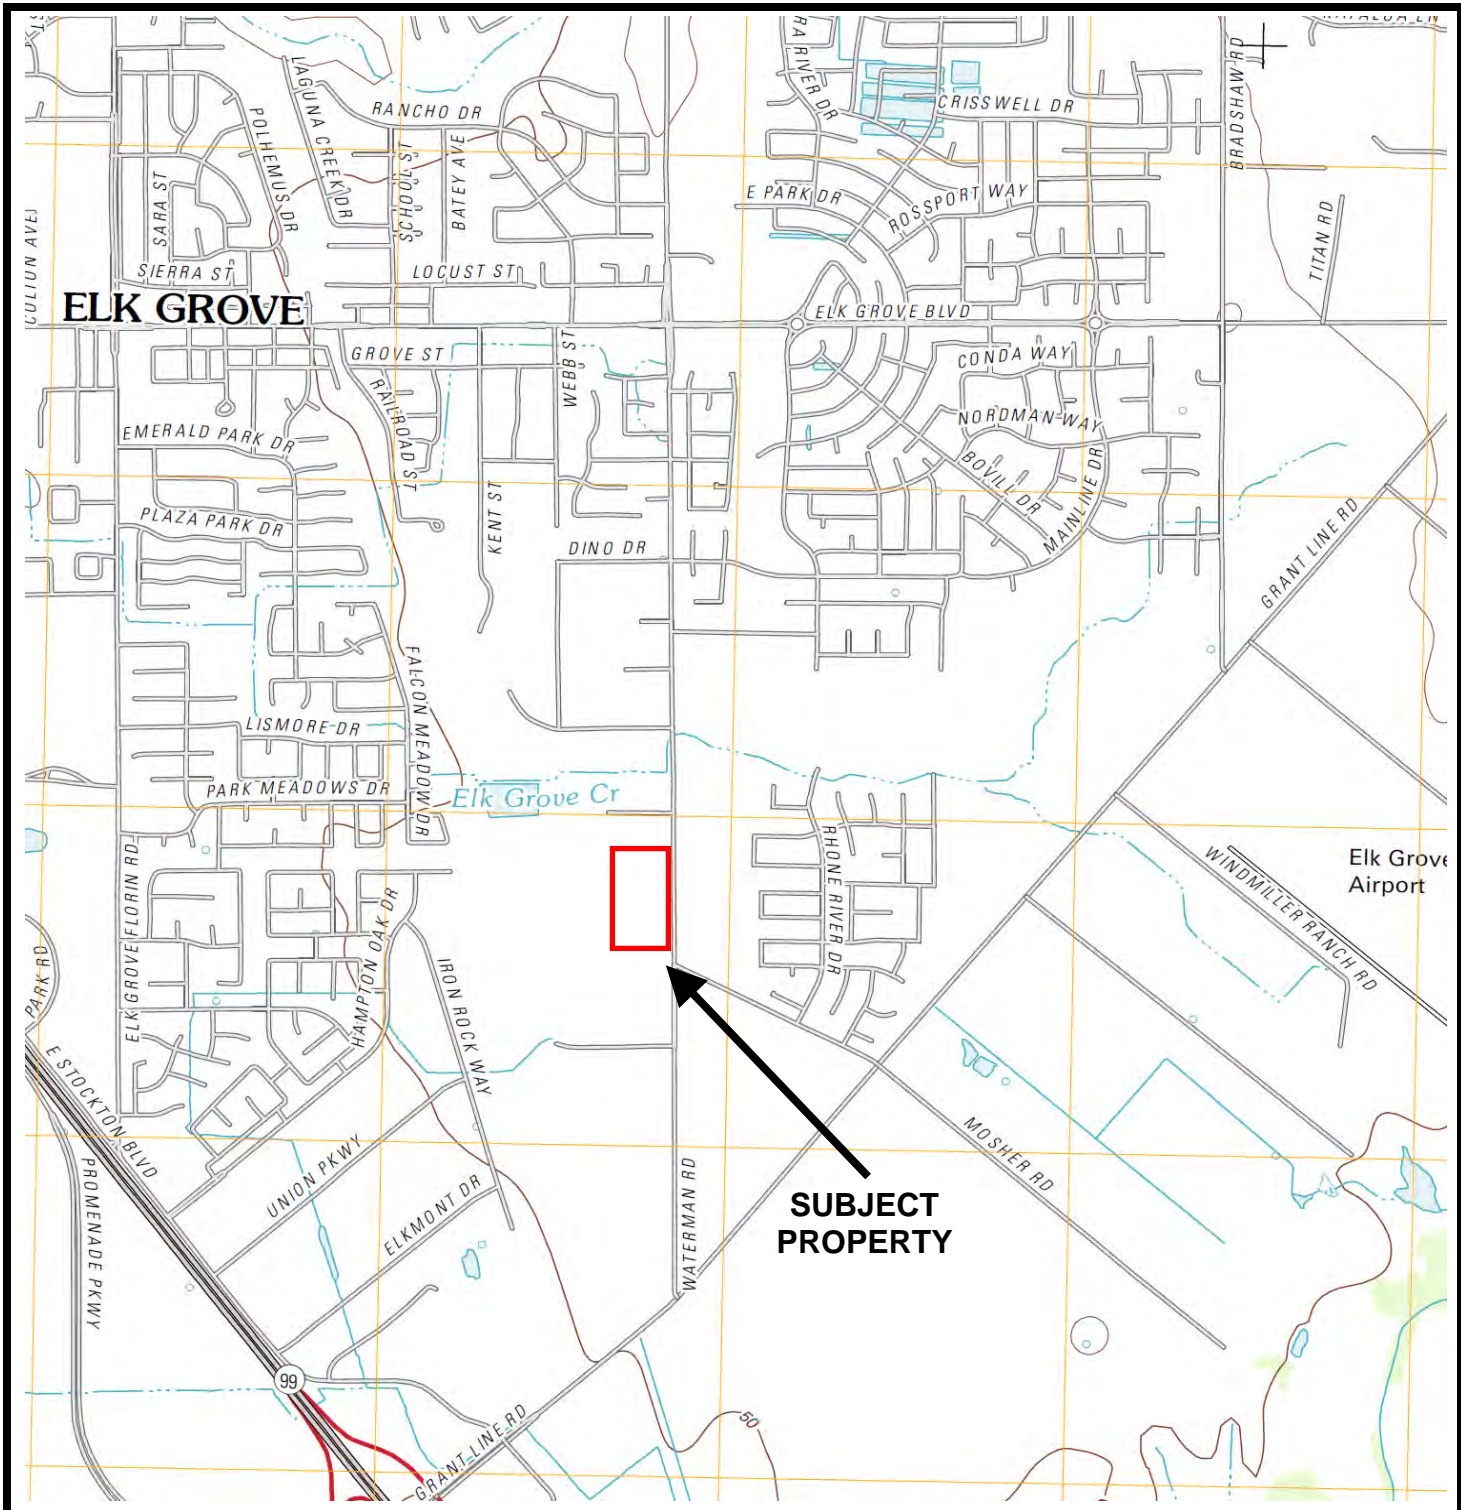 KAPALUA LN
RANCHO DR
LAGUNA CREEK DR
POLHEMUS DR
SCHOOL ST
BATEY AVE
SARA ST
SIERRA ST
LOCUST ST
ELK GROVE
CRISSWELL DR
BRADSHAW RD
RA RIVER DR
E PARK DR
ROSSPORT WAY
TITAN RD
ELK GROVE BLVD
GROVE ST
WEBB ST
RAILROAD ST
CONDA WAY
NORDMAN WAY
EMERALD PARK DR
BOVILL DR
MAINLINE DR
KENT ST
PLAZA PARK DR
DINO DR
GRANT LINE RD
FALCON MEADOW DR
LISMORE DR
PARK MEADOWS DR
Elk Grove Cr
ELK GROVE FLORIN RD
RHONE RIVER DR
WINDMILLER RANCH RD
Elk Grove
Airport
HAMPTON OAK DR
IRON ROCK WAY
PARK RD
E STOCKTON BLVD
PROMENADE PKWY
UNION PKWY
ELKMONT DR
WATERMAN RD
MOSHER RD
SUBJECT
PROPERTY
99
GRANT LINE RD
50